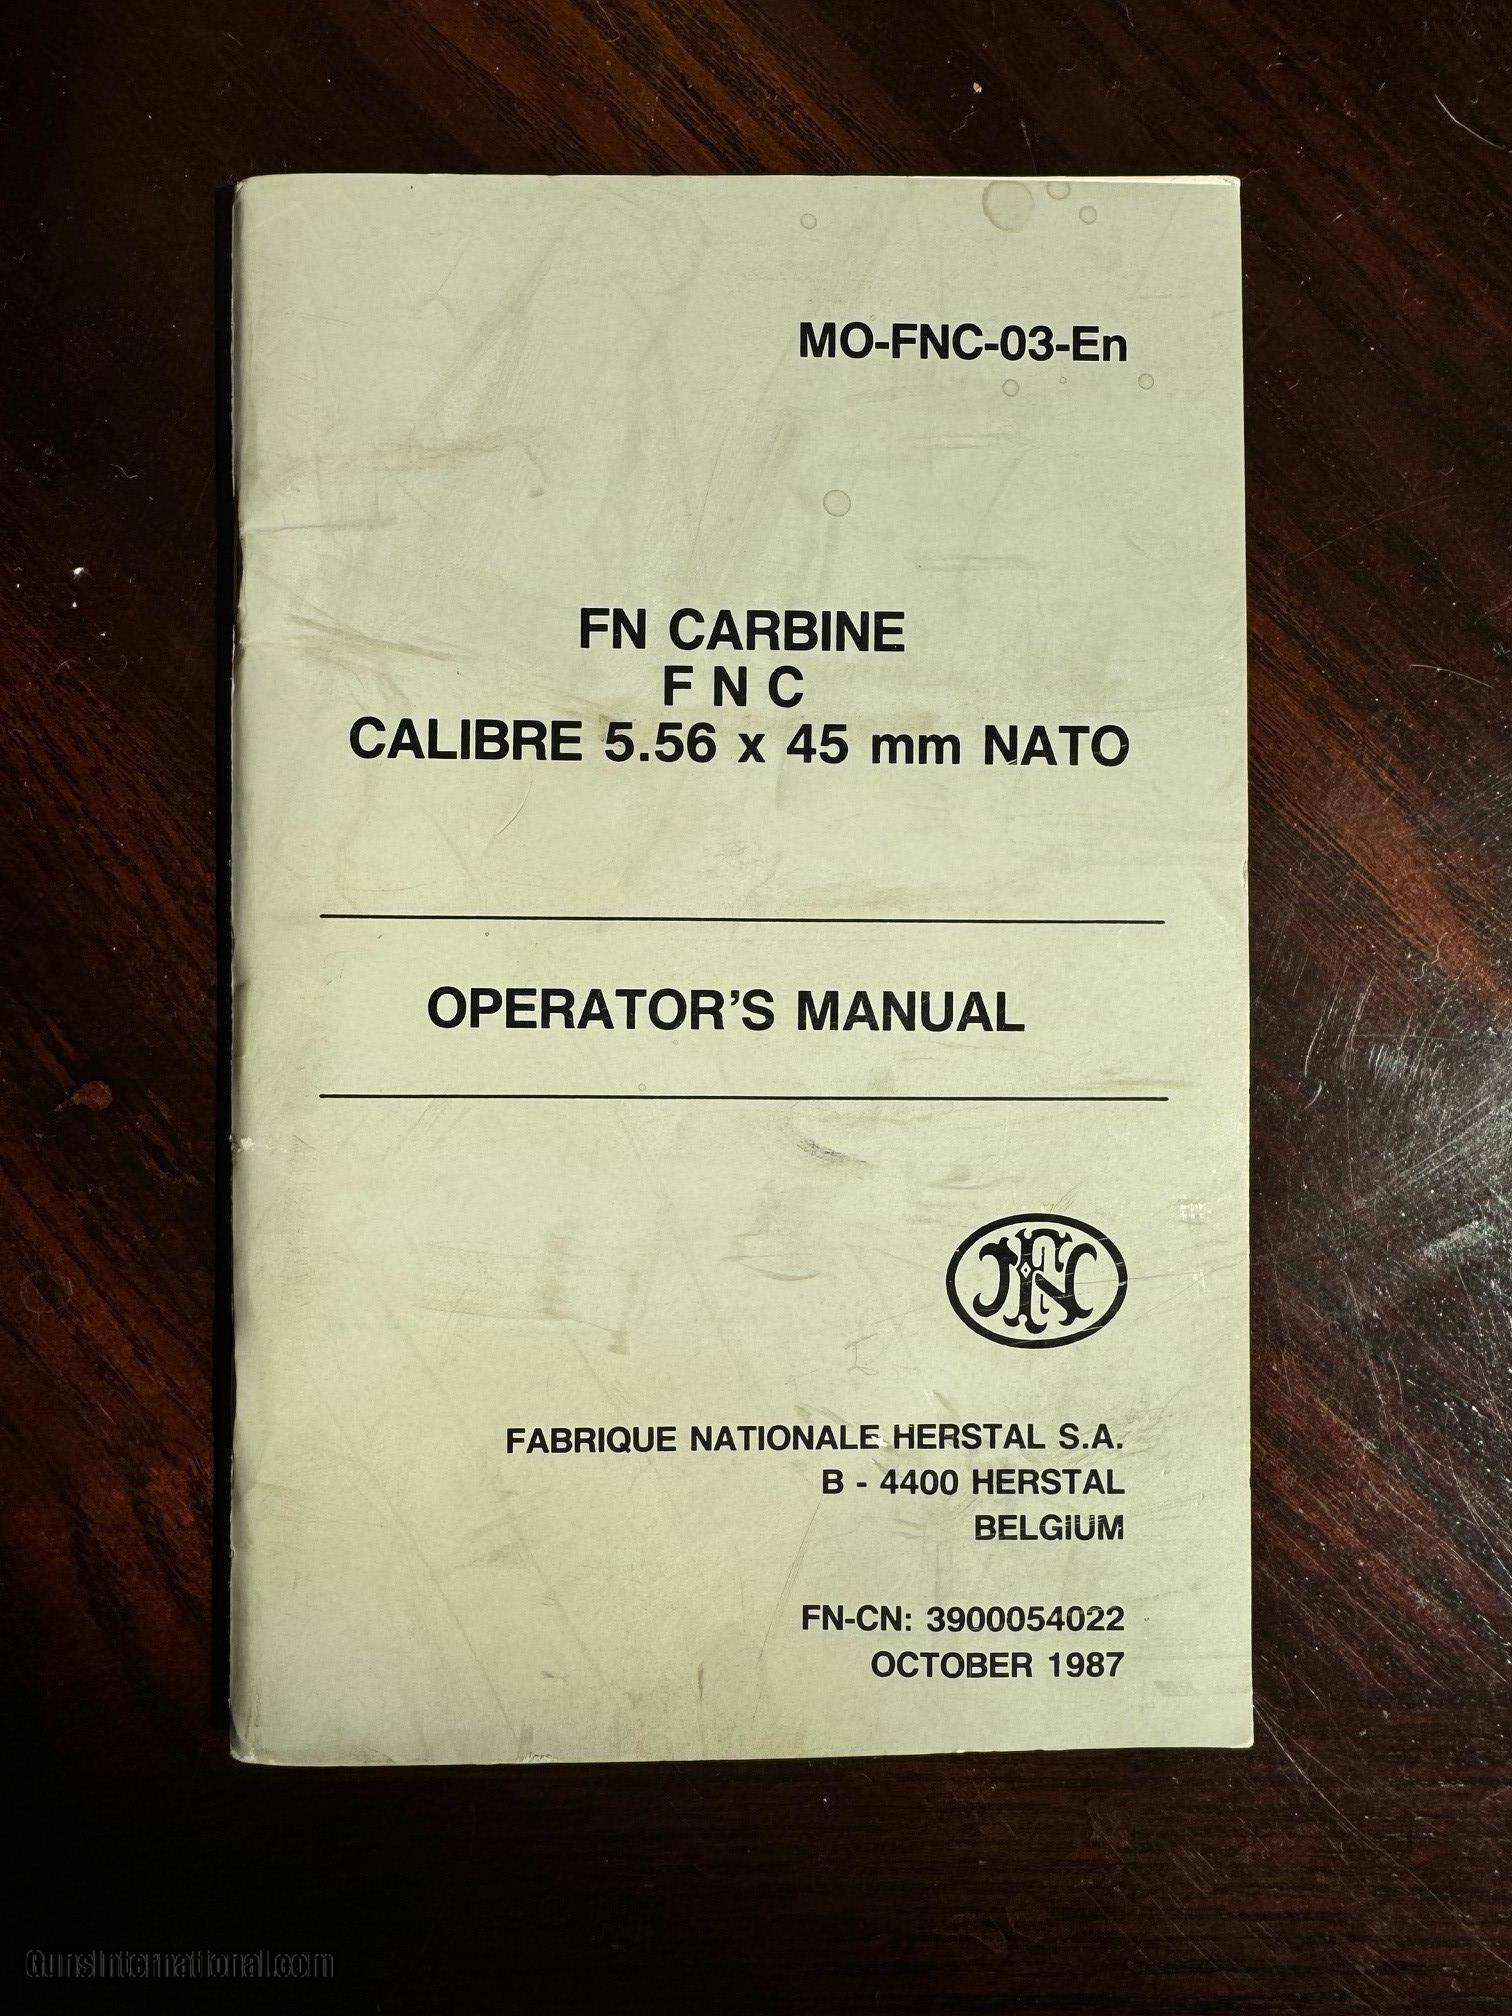 MO-FNC-03-En
FN CARBINE
F N C
CALIBRE 5.56 x 45 mm NATO
OPERATOR'S MANUAL
FN
FABRIQUE NATIONALE HERSTAL S.A.
B - 4400 HERSTAL
BELGIUM
FN-CN: 3900054022
OCTOBER 1987
GunsInternational.com